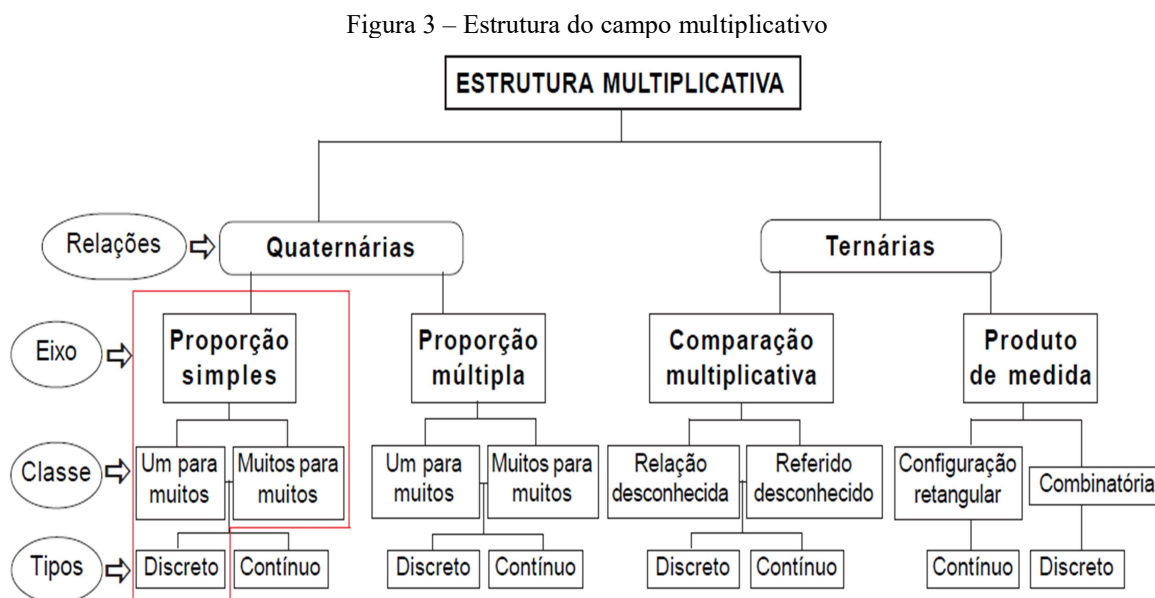 Figura 3 – Estrutura do campo multiplicativo
ESTRUTURA MULTIPLICATIVA
Relações
Quaternárias
Ternárias
Eixo
Proporção
simples
Proporção
múltipla
Comparação
multiplicativa
Produto
de medida
Classe
Um para
muitos
Muitos para
muitos
Um para
muitos
Muitos para
muitos
Relação
desconhecida
Referido
desconhecido
Configuração
retangular
Combinatória
Tipos
Discreto
Contínuo
Discreto
Contínuo
Discreto
Contínuo
Contínuo
Discreto